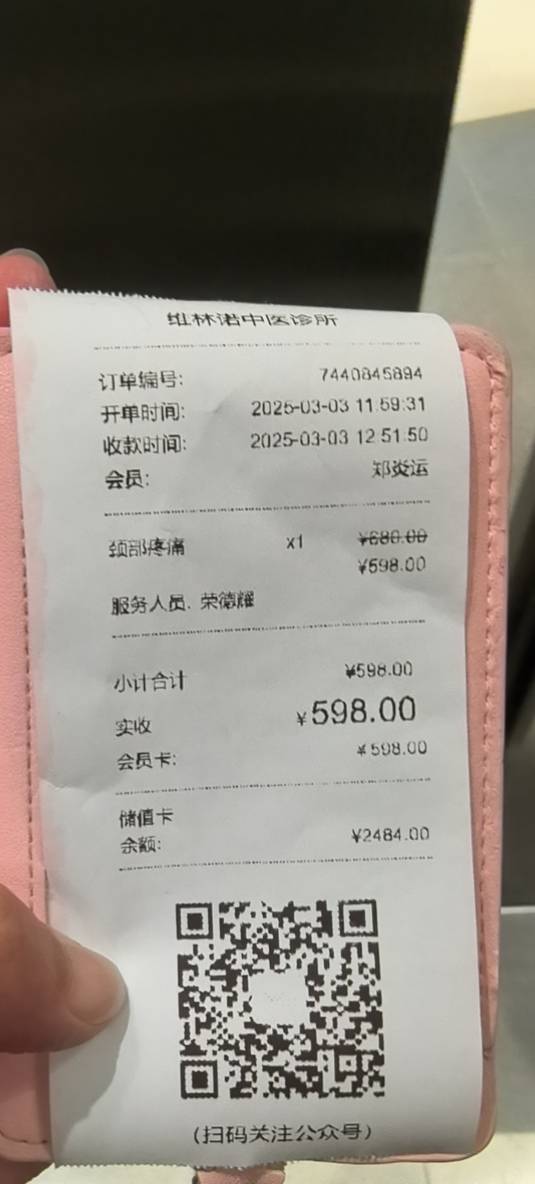 维林诺中医诊所
订单编号: 7440845894
开单时间: 2025-03-03 11:59:31
收款时间: 2025-03-03 12:51:50
会员: 郑炎运
颈部疼痛 x1 ¥680.00
¥598.00
服务人员: 荣德耀
小计合计 ¥598.00
实收 ¥598.00
会员卡: ¥598.00
储值卡
余额: ¥2484.00
(扫码关注公众号)